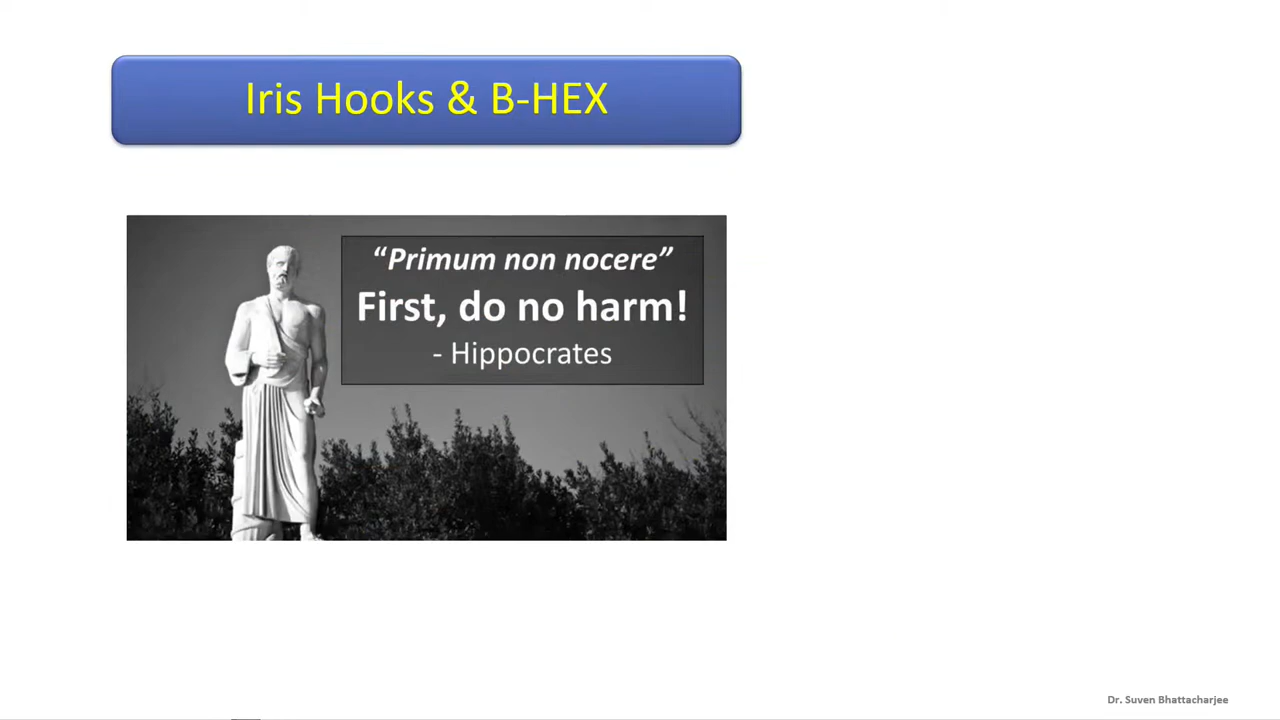 Iris Hooks & B-HEX
“Primum non nocere”
First, do no harm!
- Hippocrates
Dr. Suven Bhattacharjee